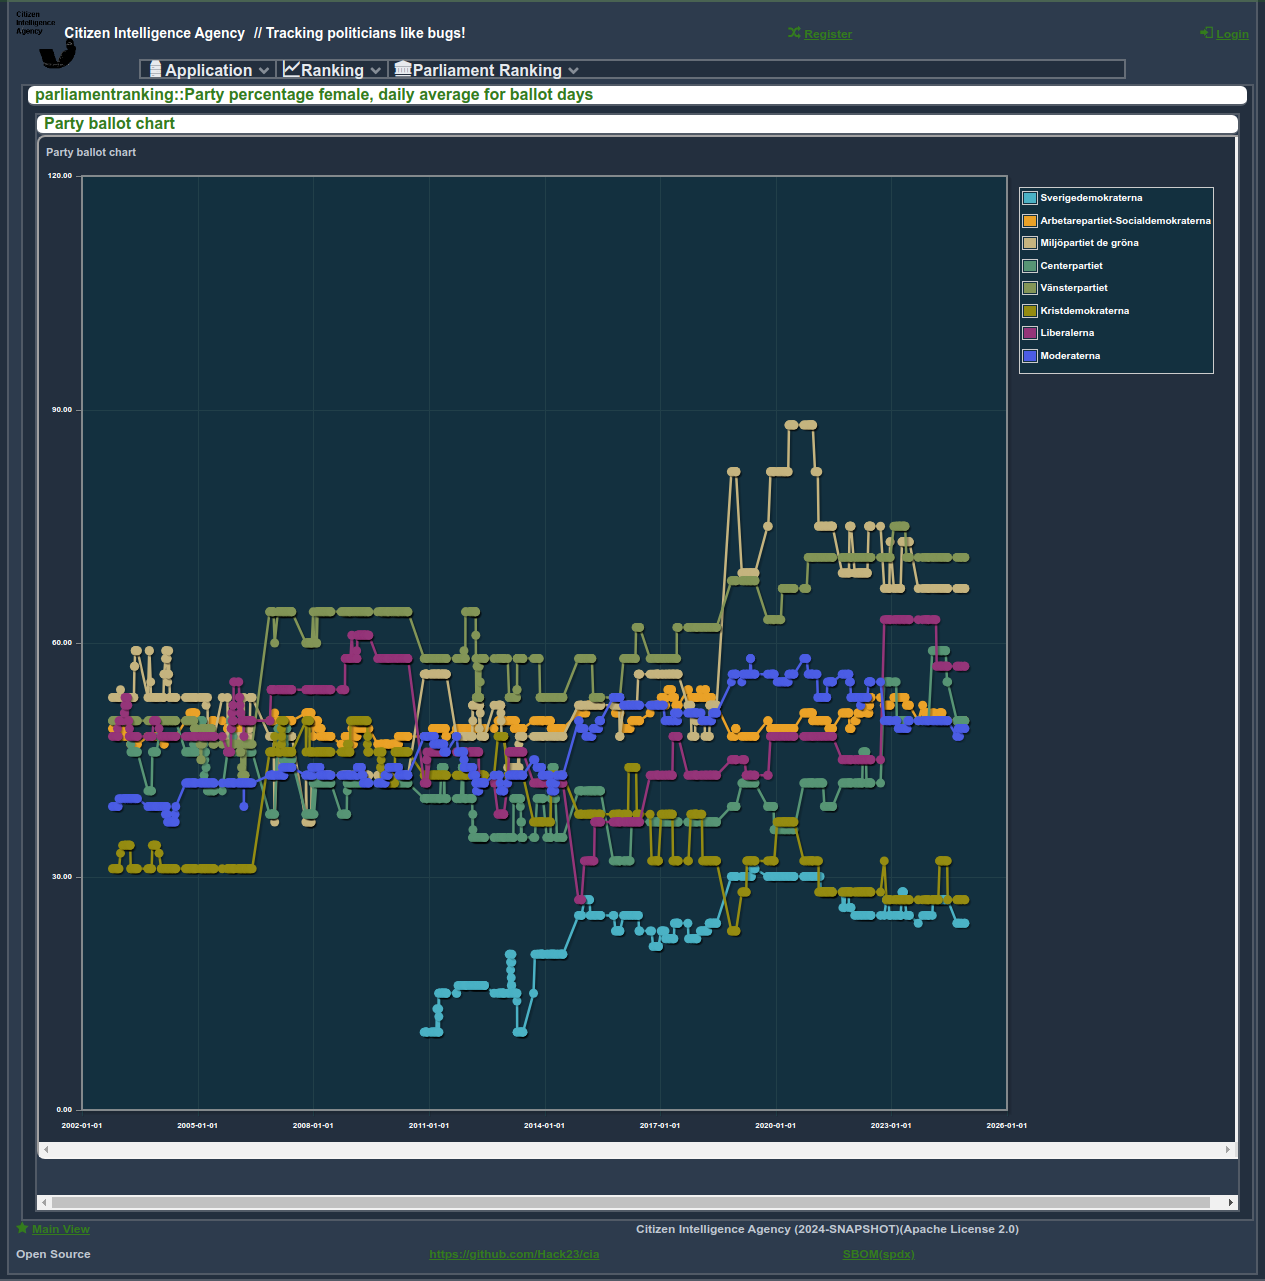 Citizen
Intelligence
Agency
Citizen Intelligence Agency // Tracking politicians like bugs!
Register
Login
Application
Ranking
Parliament Ranking
parliamentranking::Party percentage female, daily average for ballot days
Party ballot chart
Party ballot chart
120.00
90.00
60.00
30.00
0.00
2002-01-01
2005-01-01
2008-01-01
2011-01-01
2014-01-01
2017-01-01
2020-01-01
2023-01-01
2026-01-01
Sverigedemokraterna
Arbetarepartiet-Socialdemokraterna
Miljöpartiet de gröna
Centerpartiet
Vänsterpartiet
Kristdemokraterna
Liberalerna
Moderaterna
Main View
Citizen Intelligence Agency (2024-SNAPSHOT)(Apache License 2.0)
Open Source
https://github.com/Hack23/cia
SBOM(spdx)